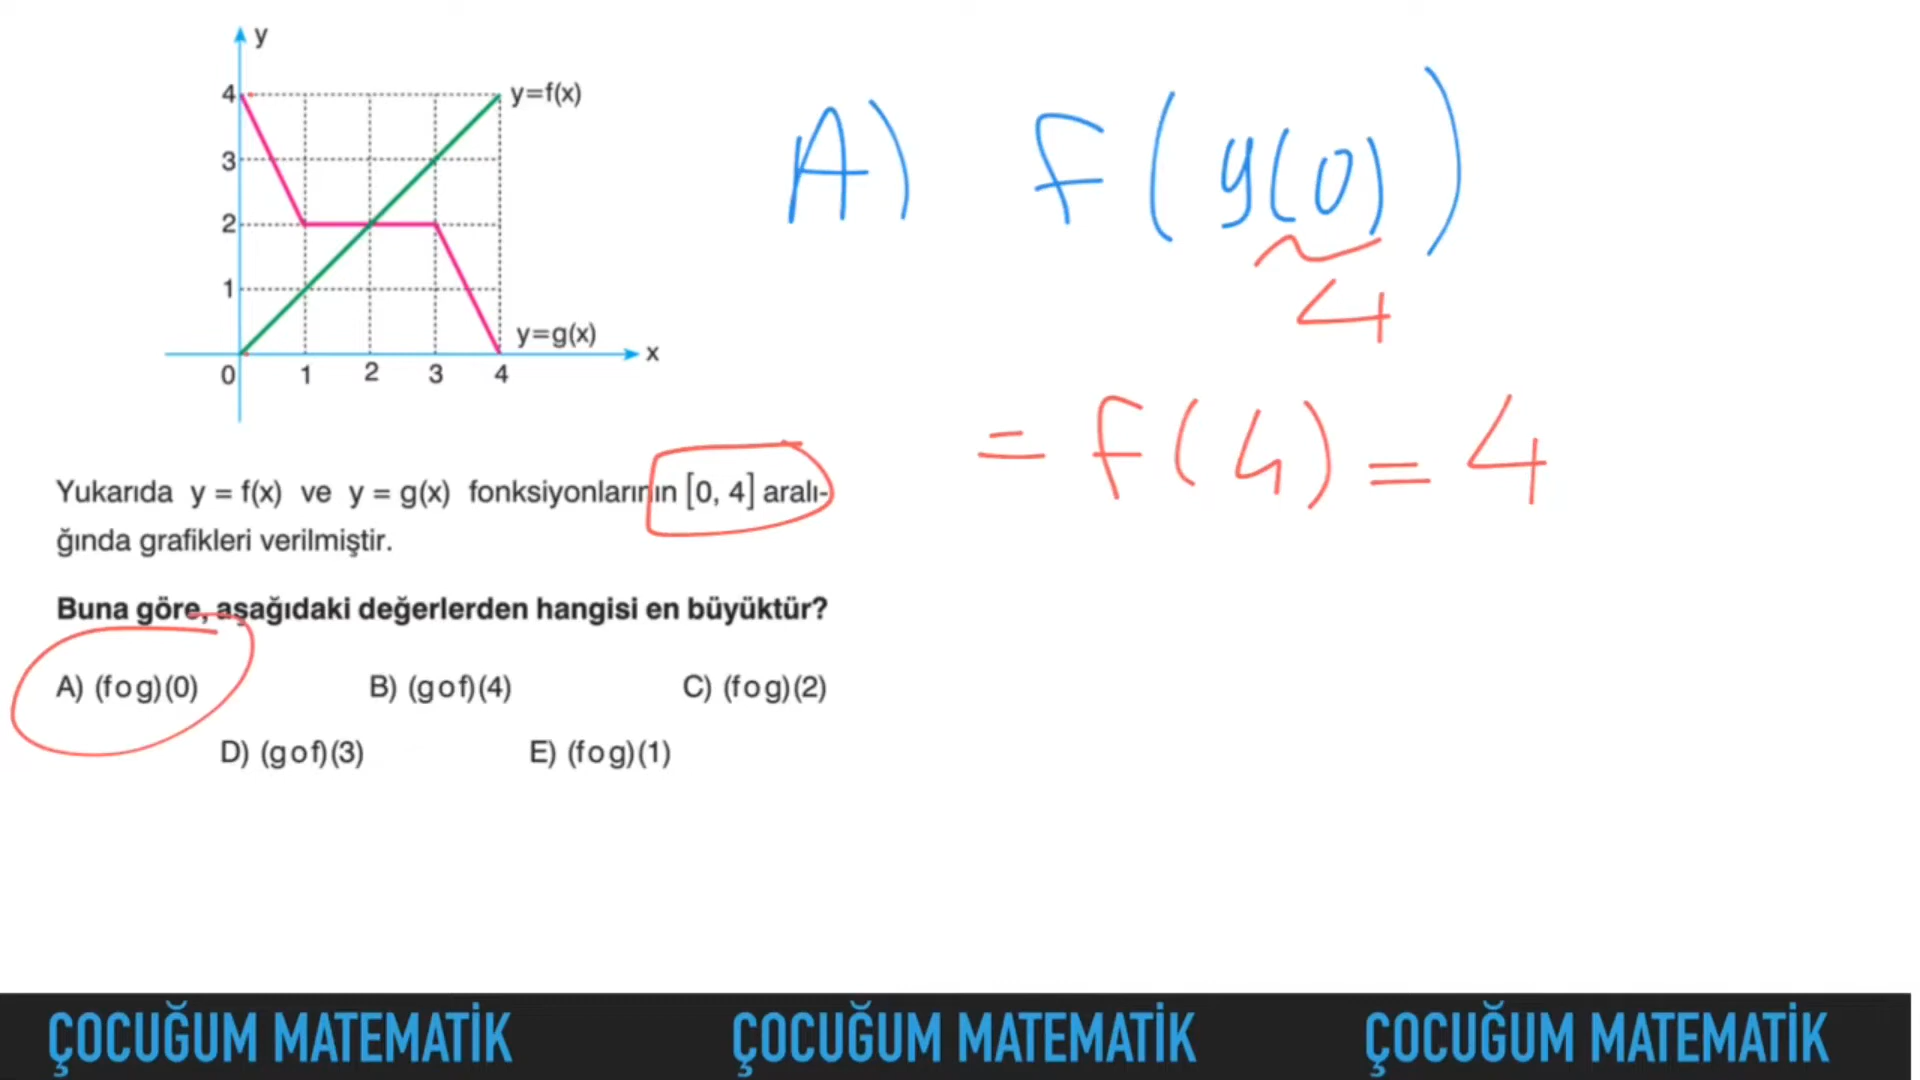 y
4
y=f(x)
3
2
1
y=g(x)
x
0 1 2 3 4
Yukarıda y = f(x) ve y = g(x) fonksiyonlarının [0, 4] aralı-
ğında grafikleri verilmiştir.
Buna göre, aşağıdaki değerlerden hangisi en büyüktür?
A) (fog)(0) B) (gof)(4) C) (fog)(2)
D) (gof)(3) E) (fog)(1)
A) f(g(0))
4
= f(4) = 4
ÇOCUĞUM MATEMATİK ÇOCUĞUM MATEMATİK ÇOCUĞUM MATEMATİK